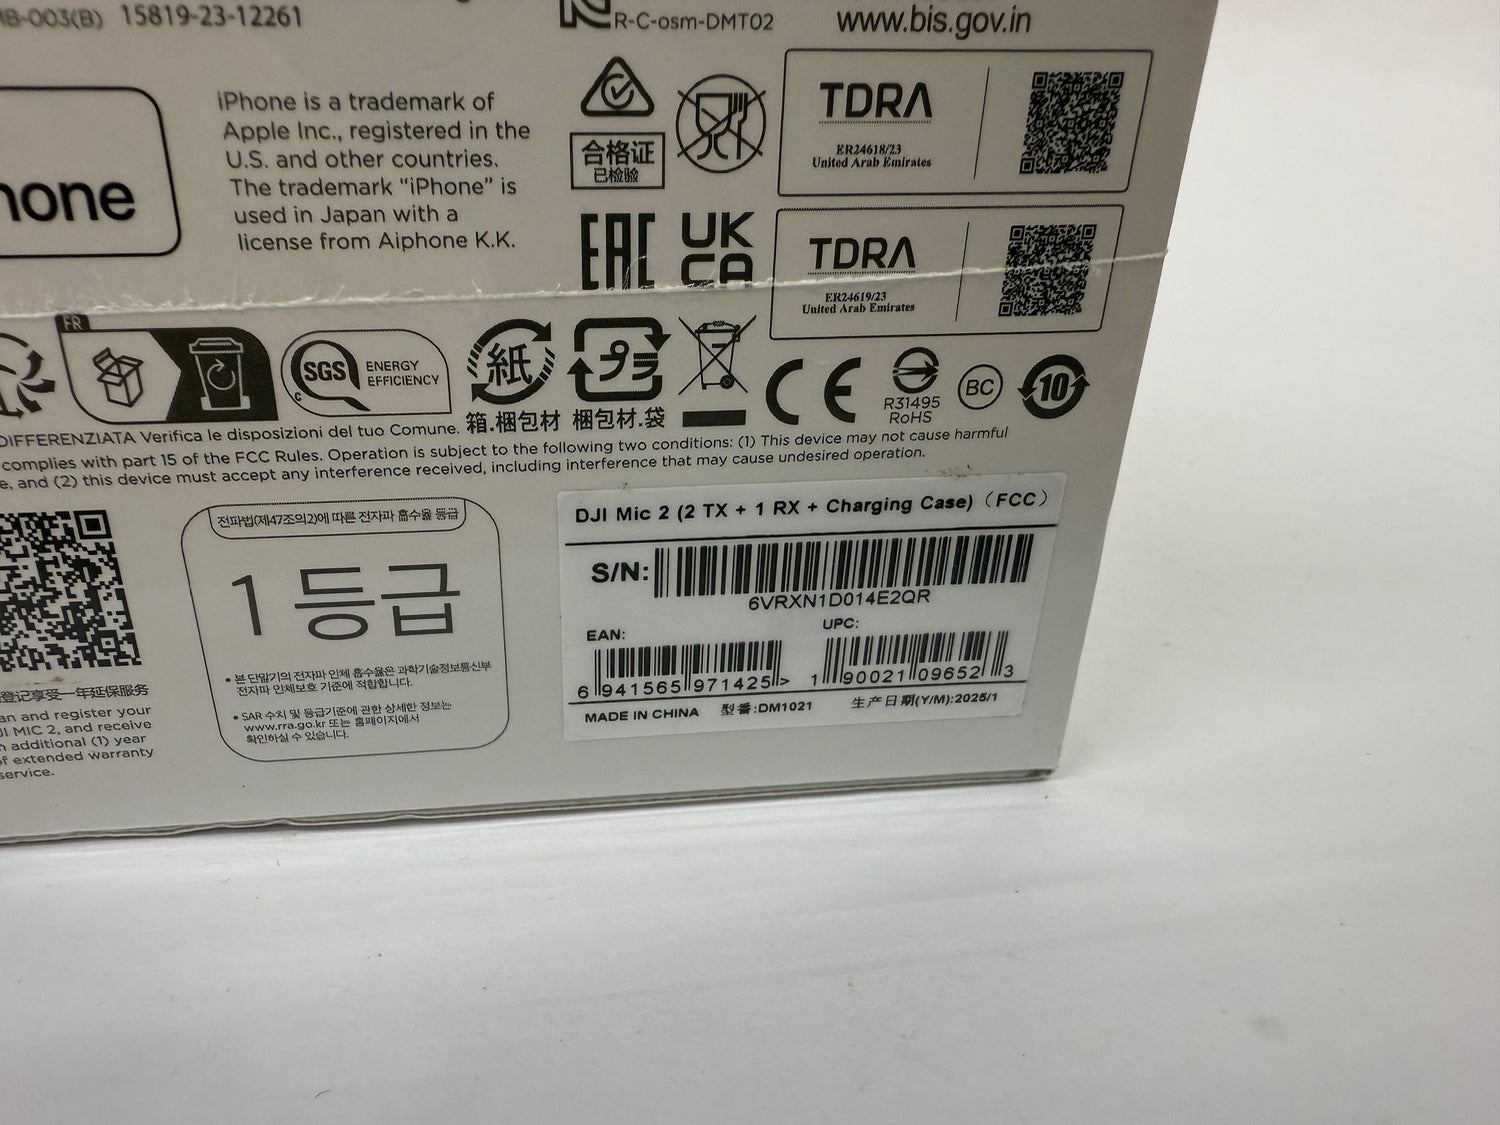 15819-23-12261
R-C-osm-DMT02
www.bis.gov.in
iPhone is a trademark of
Apple Inc., registered in the
U.S. and other countries.
The trademark “iPhone” is
used in Japan with a
license from Aiphone K.K.
hone
合格证
已检验
TDRA
ER24618/23
United Arab Emirates
EAC
UK
CA
TDRA
ER24619/23
United Arab Emirates
FR
SGS
ENERGY
EFFICIENCY
C
紙
箱.梱包材
プラ
梱包材.袋
CE
R31495
RoHS
BC
10
DIFFERENZIATA Verifica le disposizioni del tuo Comune.
complies with part 15 of the FCC Rules. Operation is subject to the following two conditions: (1) This device may not cause harmful
e, and (2) this device must accept any interference received, including interference that may cause undesired operation.
登记享受一年延保服务
an and register your
JI MIC 2, and receive
n additional (1) year
of extended warranty
service.
전파법(제47조의2)에 따른 전자파 흡수율 등급
1 등급
• 본 단말기의 전자파 인체 흡수율은 과학기술정보통신부
전자파 인체보호 기준에 적합합니다.
• SAR 수치 및 등급기준에 관한 상세한 정보는
www.rra.go.kr 또는 홈페이지에서
확인하실 수 있습니다.
DJI Mic 2 (2 TX + 1 RX + Charging Case)（FCC）
S/N:
6VRXN1D014E2QR
EAN:
UPC:
6 941565 971425 >
1 90021 09652 3
MADE IN CHINA 型番:DM1021 生产日期(Y/M):2025/1